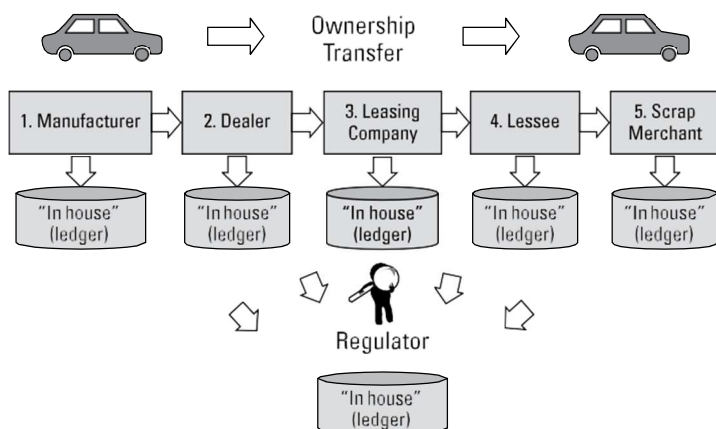 Ownership
Transfer
1. Manufacturer
2. Dealer
3. Leasing
Company
4. Lessee
5. Scrap
Merchant
“In house”
(ledger)
“In house”
(ledger)
“In house”
(ledger)
“In house”
(ledger)
“In house”
(ledger)
Regulator
“In house”
(ledger)